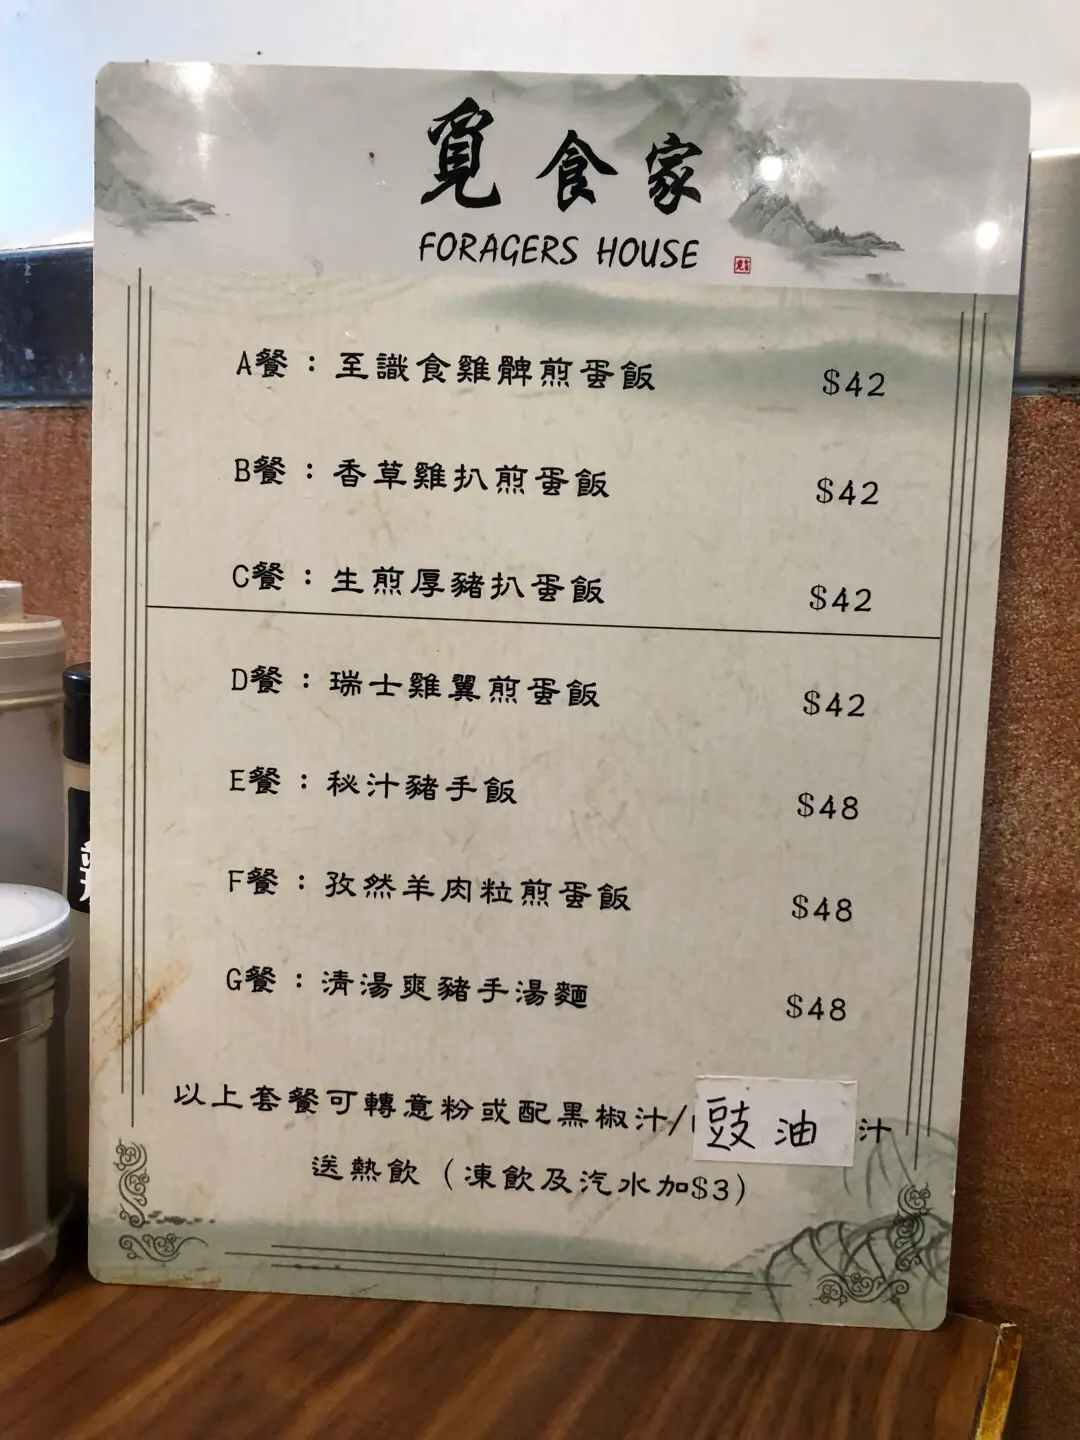 覓食家
FORAGERS HOUSE
A餐：至識食雞髀煎蛋飯 $42
B餐：香草雞扒煎蛋飯 $42
C餐：生煎厚豬扒蛋飯 $42
D餐：瑞士雞翼煎蛋飯 $42
E餐：秘汁豬手飯 $48
F餐：孜然羊肉粒煎蛋飯 $48
G餐：清湯爽豬手湯麵 $48
以上套餐可轉意粉或配黑椒汁/豉油汁
送熱飲（凍飲及汽水加$3）